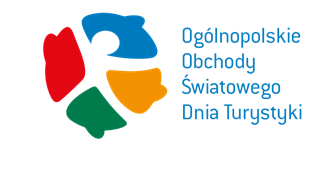 Ogólnopolskie
Obchody
Światowego
Dnia Turystyki